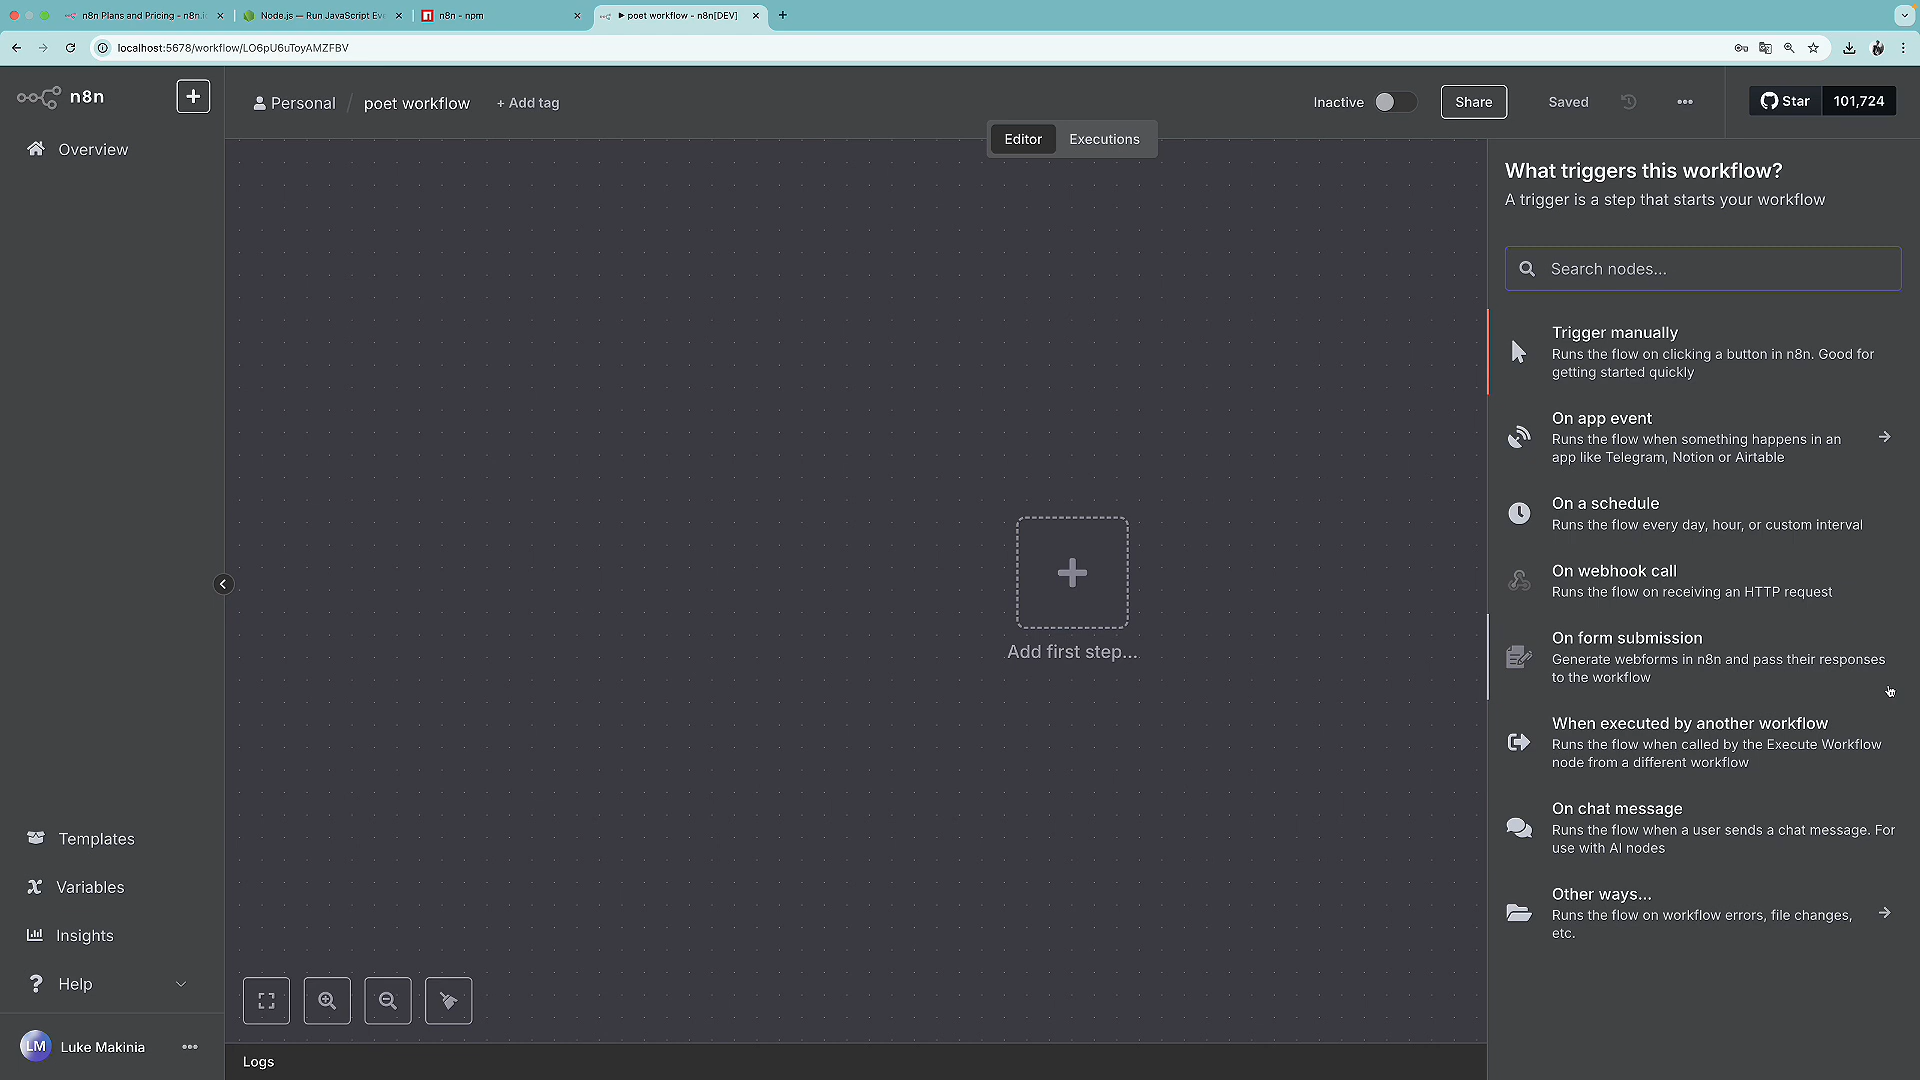 n8n Plans and Pricing - n8n.i
Node.js — Run JavaScript Ev
n8n - npm
poet workflow - n8n[DEV]
localhost:5678/workflow/LO6pU6uToyAMZFBV
n8n
Personal / poet workflow + Add tag
Inactive
Share
Saved
Star 101,724
Editor Executions
Overview
What triggers this workflow?
A trigger is a step that starts your workflow
Search nodes...
Trigger manually
Runs the flow on clicking a button in n8n. Good for
getting started quickly
On app event
Runs the flow when something happens in an
app like Telegram, Notion or Airtable
On a schedule
Runs the flow every day, hour, or custom interval
On webhook call
Runs the flow on receiving an HTTP request
On form submission
Generate webforms in n8n and pass their responses
to the workflow
When executed by another workflow
Runs the flow when called by the Execute Workflow
node from a different workflow
On chat message
Runs the flow when a user sends a chat message. For
use with AI nodes
Other ways...
Runs the flow on workflow errors, file changes,
etc.
Add first step...
Templates
Variables
Insights
Help
LM Luke Makinia
Logs